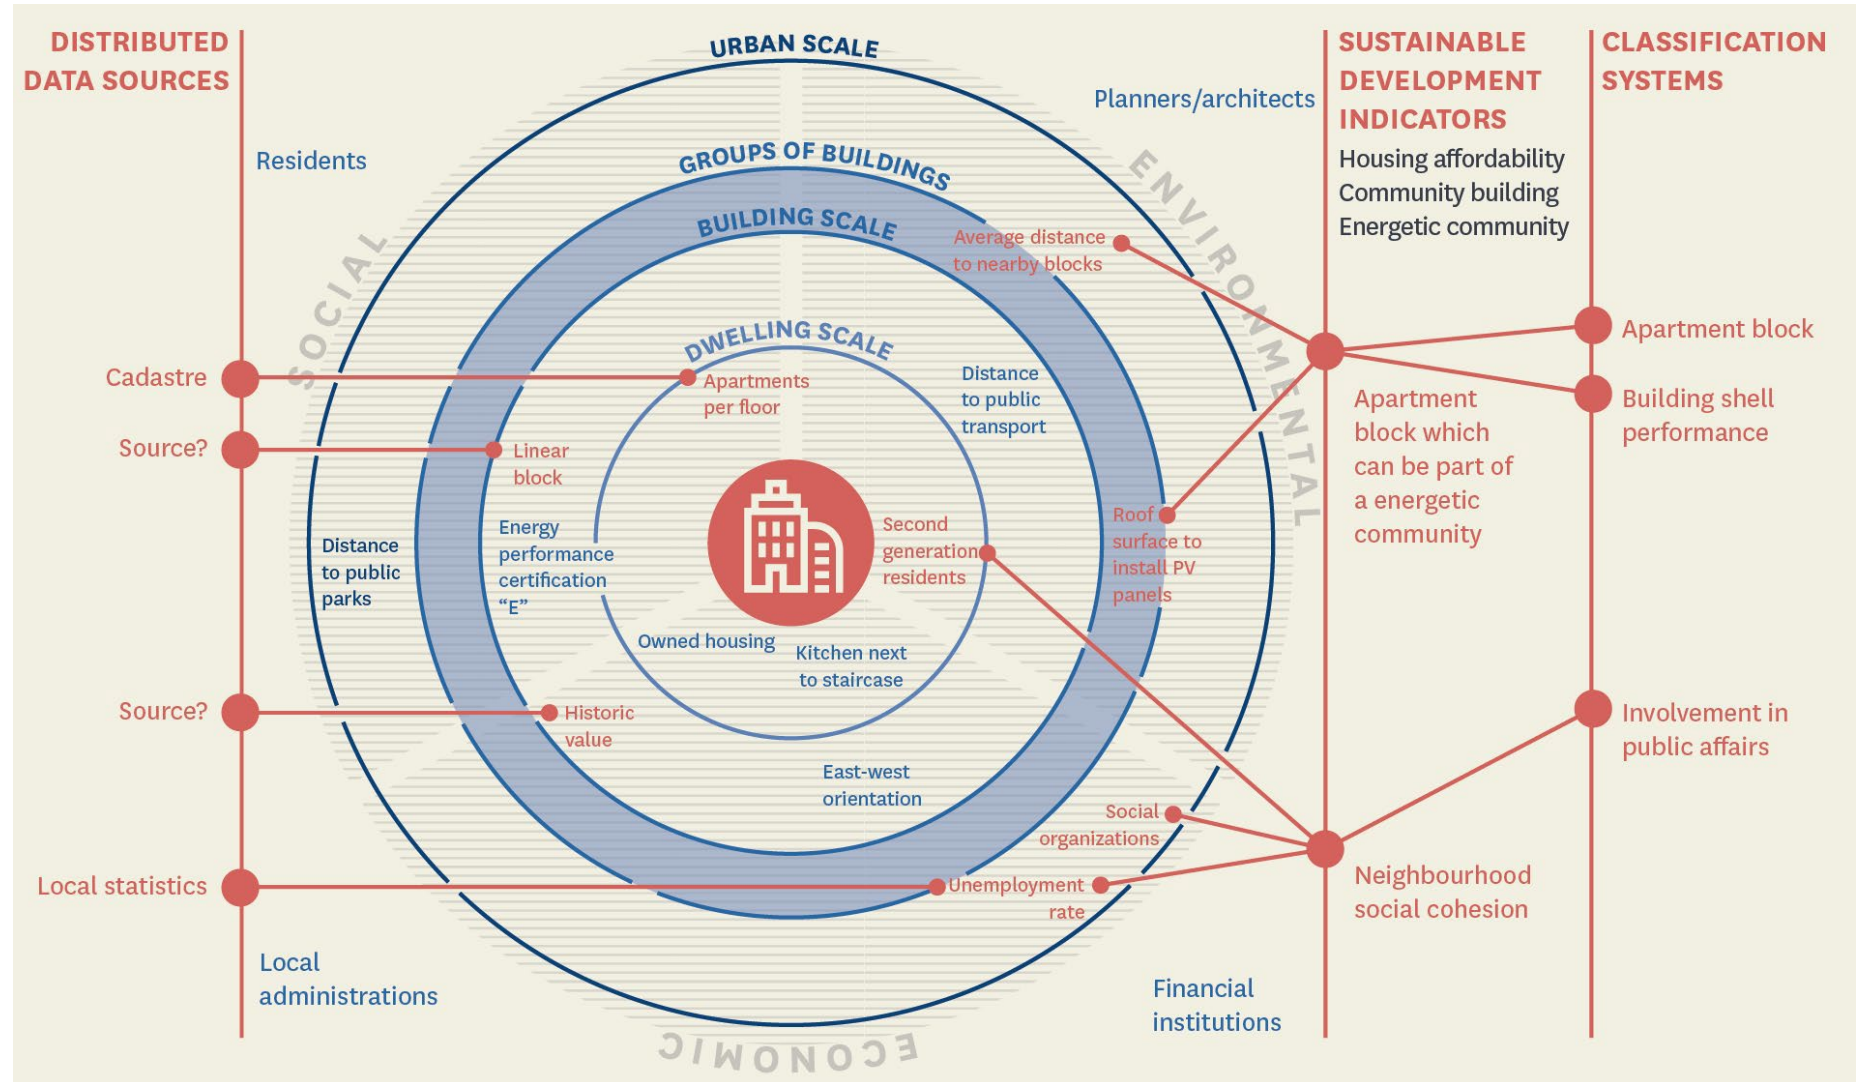 DISTRIBUTED
DATA SOURCES
Residents
Cadastre
Source?
Source?
Local statistics
Local
administrations
URBAN SCALE
GROUPS OF BUILDINGS
BUILDING SCALE
DWELLING SCALE
SOCIAL
ENVIRONMENTAL
ECONOMIC
Average distance
to nearby blocks
Apartments
per floor
Distance
to public
transport
Linear
block
Energy
performance
certification
“E”
Distance
to public
parks
Second
generation
residents
Roof
surface to
install PV
panels
Owned housing
Kitchen next
to staircase
Historic
value
East-west
orientation
Social
organizations
Unemployment
rate
Planners/architects
Financial
institutions
SUSTAINABLE
DEVELOPMENT
INDICATORS
Housing affordability
Community building
Energetic community
Apartment
block which
can be part of
a energetic
community
Neighbourhood
social cohesion
CLASSIFICATION
SYSTEMS
Apartment block
Building shell
performance
Involvement in
public affairs